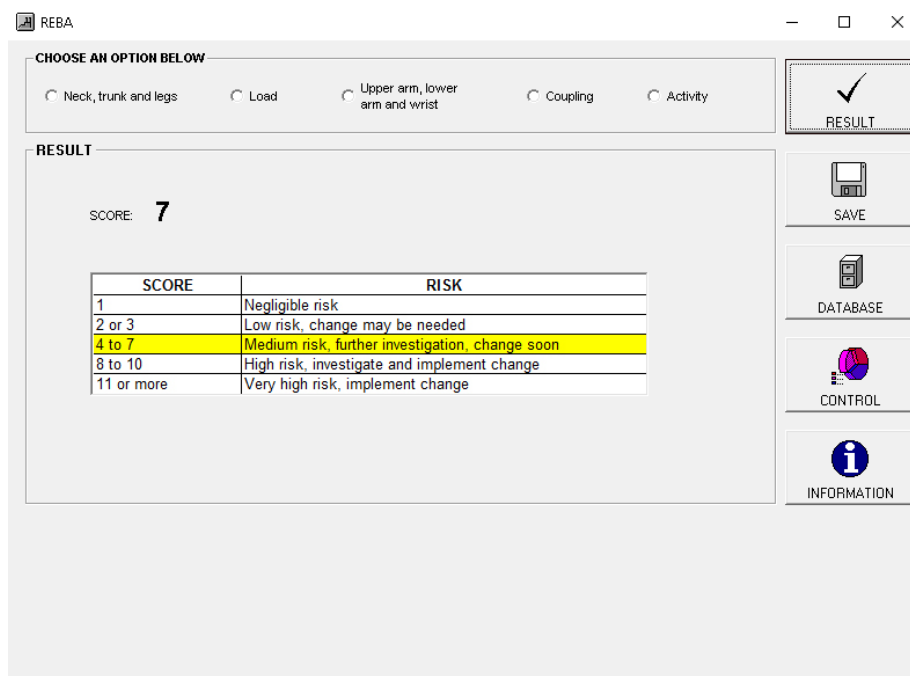 REBA
CHOOSE AN OPTION BELOW
Neck, trunk and legs
Load
Upper arm, lower
arm and wrist
Coupling
Activity
RESULT
RESULT
SCORE: 7
SCORE RISK
1 Negligible risk
2 or 3 Low risk, change may be needed
4 to 7 Medium risk, further investigation, change soon
8 to 10 High risk, investigate and implement change
11 or more Very high risk, implement change
SAVE
DATABASE
CONTROL
INFORMATION